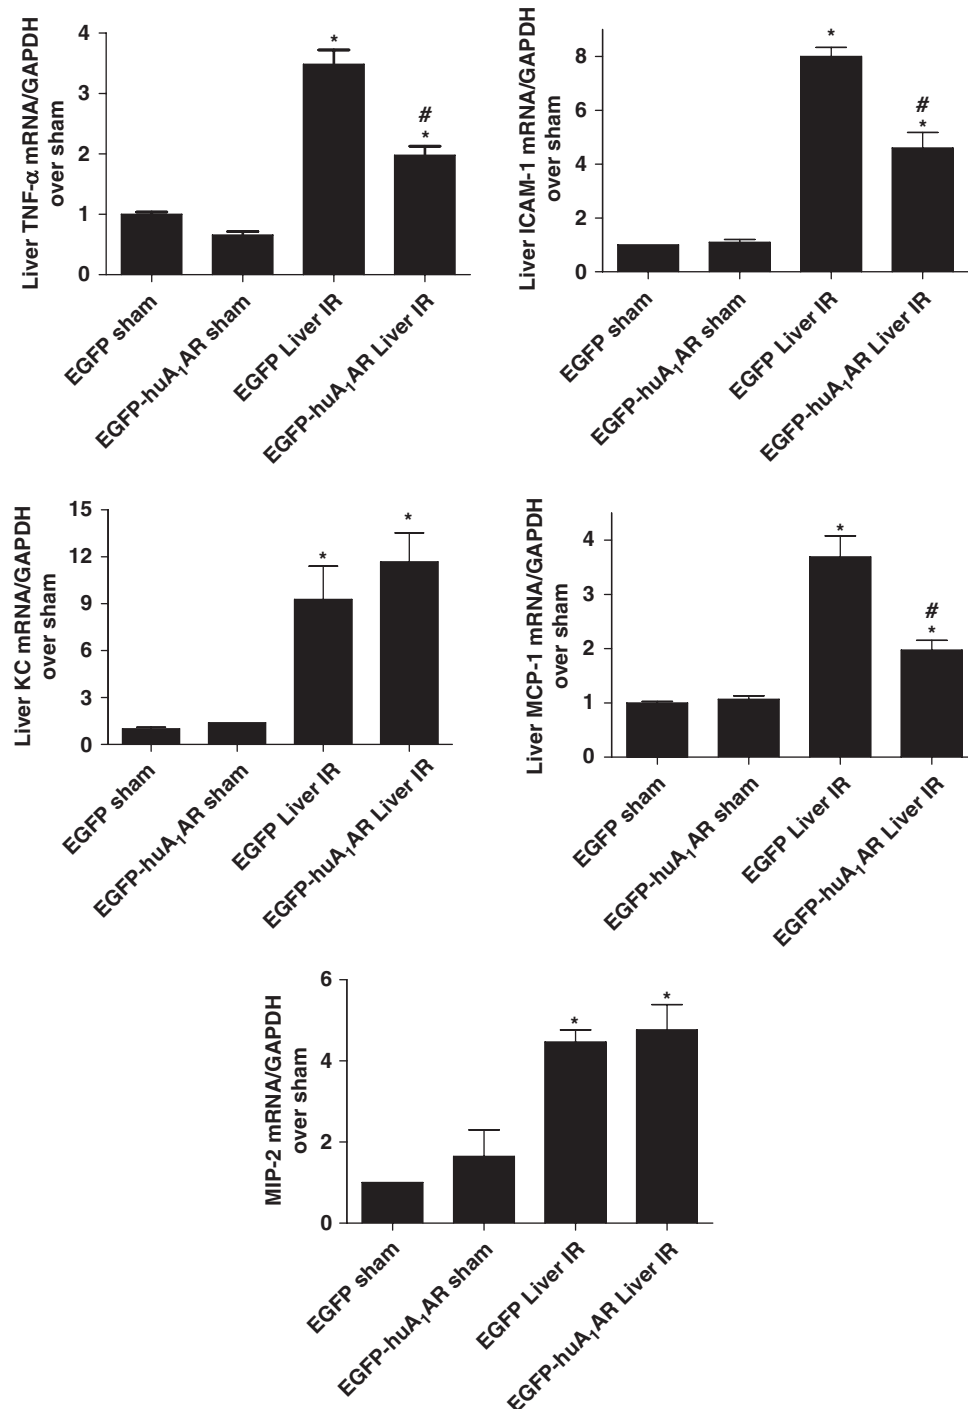 Liver TNF-α mRNA/GAPDH
over sham
4
3
2
1
0
*
#
*
EGFP sham
EGFP-huA₁AR sham
EGFP Liver IR
EGFP-huA₁AR Liver IR
Liver ICAM-1 mRNA/GAPDH
over sham
8
6
4
2
0
*
#
*
EGFP sham
EGFP-huA₁AR sham
EGFP Liver IR
EGFP-huA₁AR Liver IR
Liver KC mRNA/GAPDH
over sham
15
12
9
6
3
0
*
*
EGFP sham
EGFP-huA₁AR sham
EGFP Liver IR
EGFP-huA₁AR Liver IR
Liver MCP-1 mRNA/GAPDH
over sham
4
3
2
1
0
*
#
*
EGFP sham
EGFP-huA₁AR sham
EGFP Liver IR
EGFP-huA₁AR Liver IR
MIP-2 mRNA/GAPDH
over sham
6
4
2
0
*
*
EGFP sham
EGFP-huA₁AR sham
EGFP Liver IR
EGFP-huA₁AR Liver IR